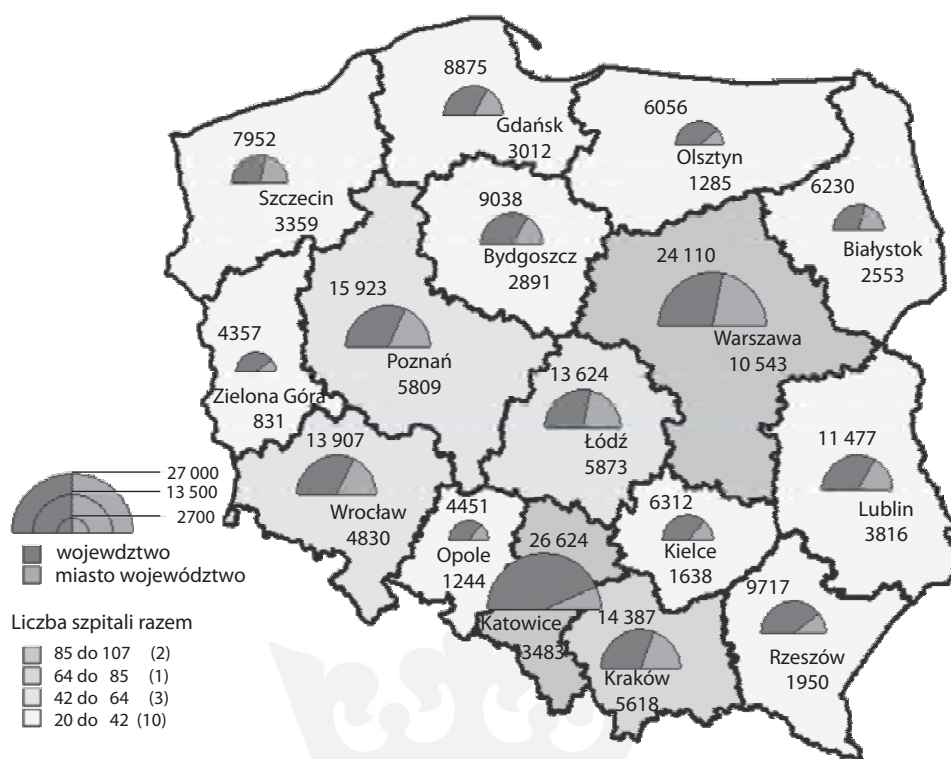 8875
Gdańsk
3012
6056
Olsztyn
1285
7952
Szczecin
3359
9038
Bydgoszcz
2891
6230
Białystok
2553
24 110
Warszawa
10 543
15 923
Poznań
5809
4357
Zielona Góra
831
13 624
Łódź
5873
13 907
Wrocław
4830
11 477
Lublin
3816
4451
Opole
1244
26 624
Katowice
3483
6312
Kielce
1638
14 387
Kraków
5618
9717
Rzeszów
1950
27 000
13 500
2700
wojewdztwo
miasto województwo
Liczba szpitali razem
85 do 107 (2)
64 do 85 (1)
42 do 64 (3)
20 do 42 (10)